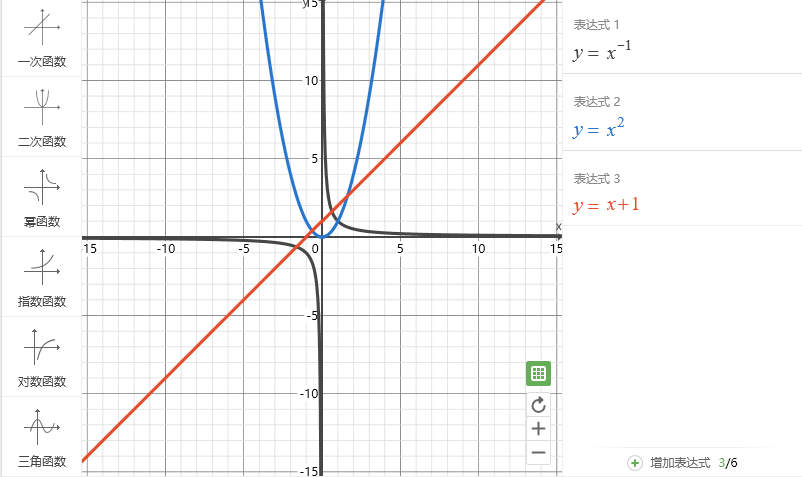 一次函数
二次函数
幂函数
指数函数
对数函数
三角函数
y
15
10
5
0
-5
-10
-15
15
-10
-5
5
10
15
x
表达式 1
y = x⁻¹
表达式 2
y = x²
表达式 3
y = x+1
增加表达式 3/6